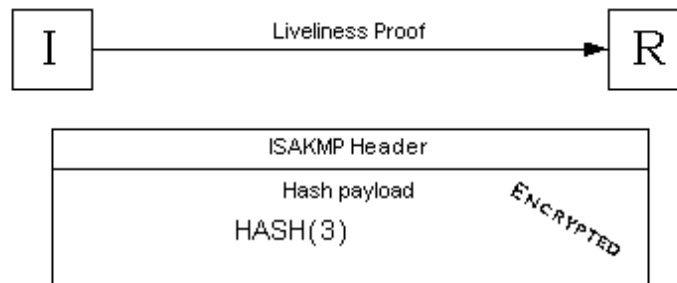 I
Liveliness Proof
R
ISAKMP Header
Hash payload
ENCRYPTED
HASH(3)